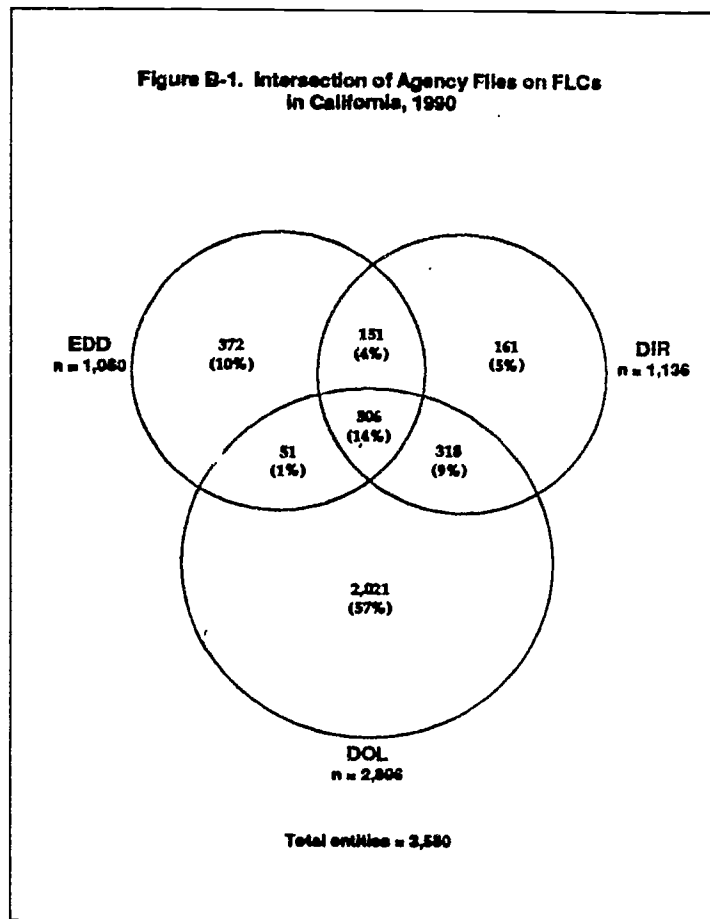 Figure B-1. Intersection of Agency Files on FLCs
in California, 1990
EDD
n = 1,080
372
(10%)
151
(4%)
161
(5%)
DIR
n = 1,136
506
(14%)
51
(1%)
318
(9%)
2,021
(57%)
DOL
n = 2,896
Total entities = 3,580